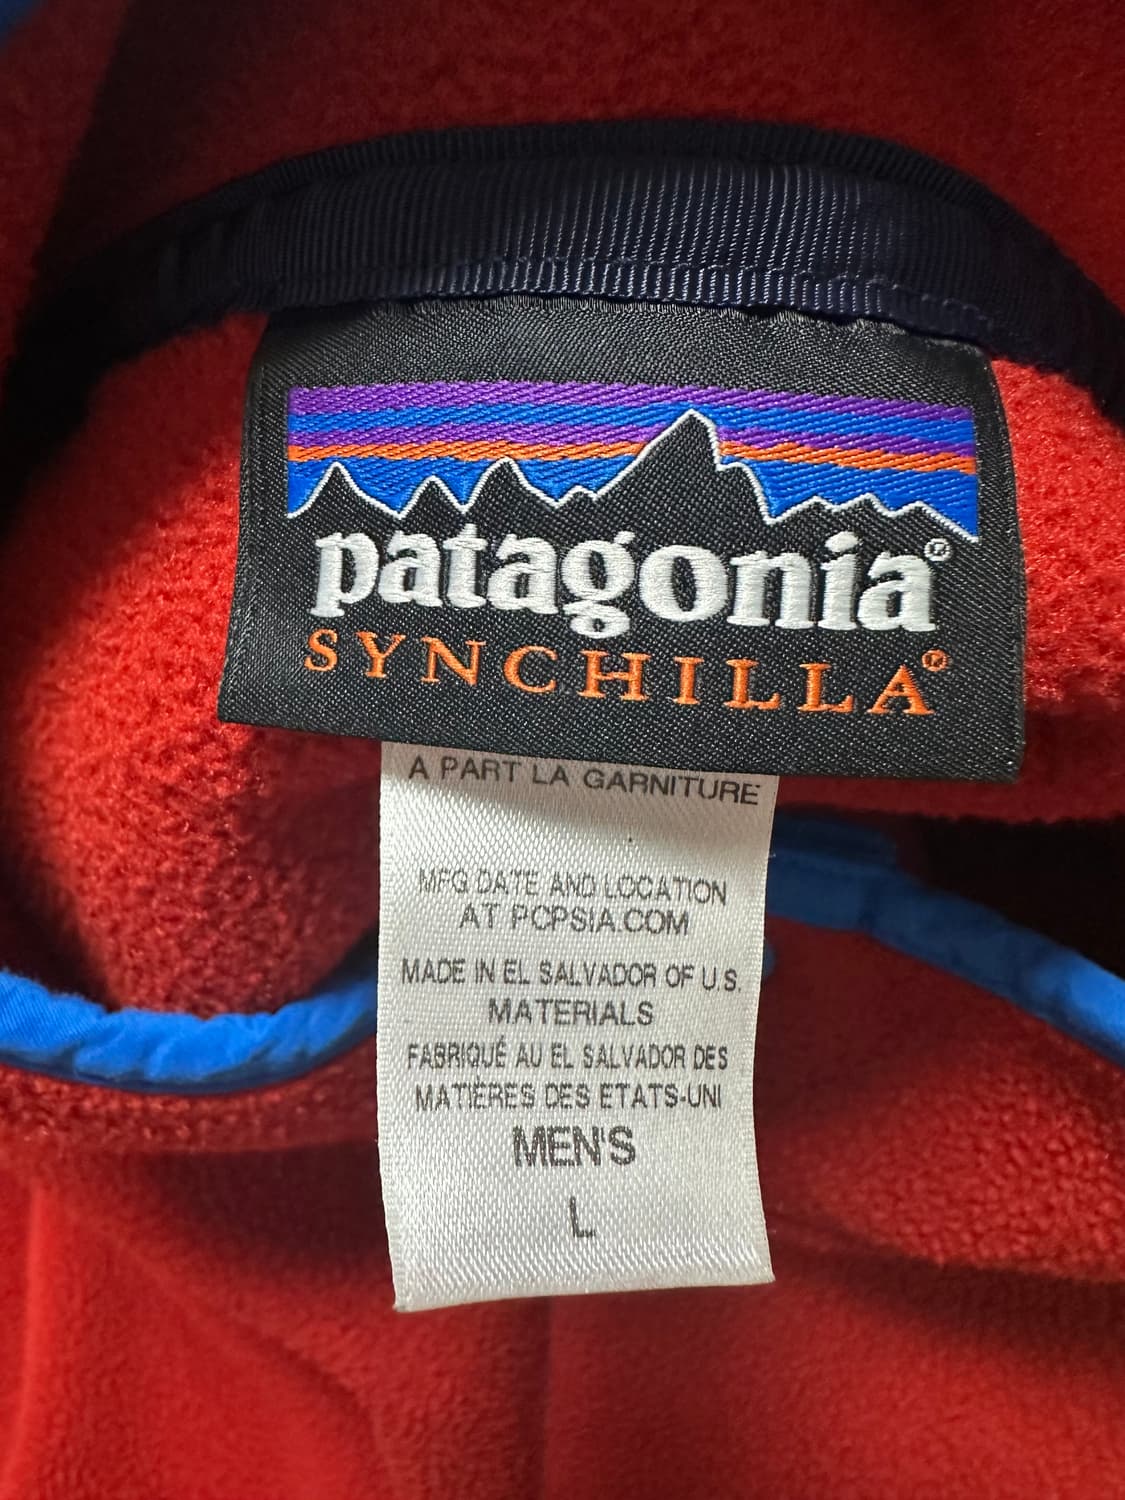 patagonia®
SYNCHILLA®
A PART LA GARNITURE
MFG DATE AND LOCATION
AT PCPSIA.COM
MADE IN EL SALVADOR OF U.S.
MATERIALS
FABRIQUÉ AU EL SALVADOR DES
MATIÈRES DES ETATS-UNI
MEN'S
L